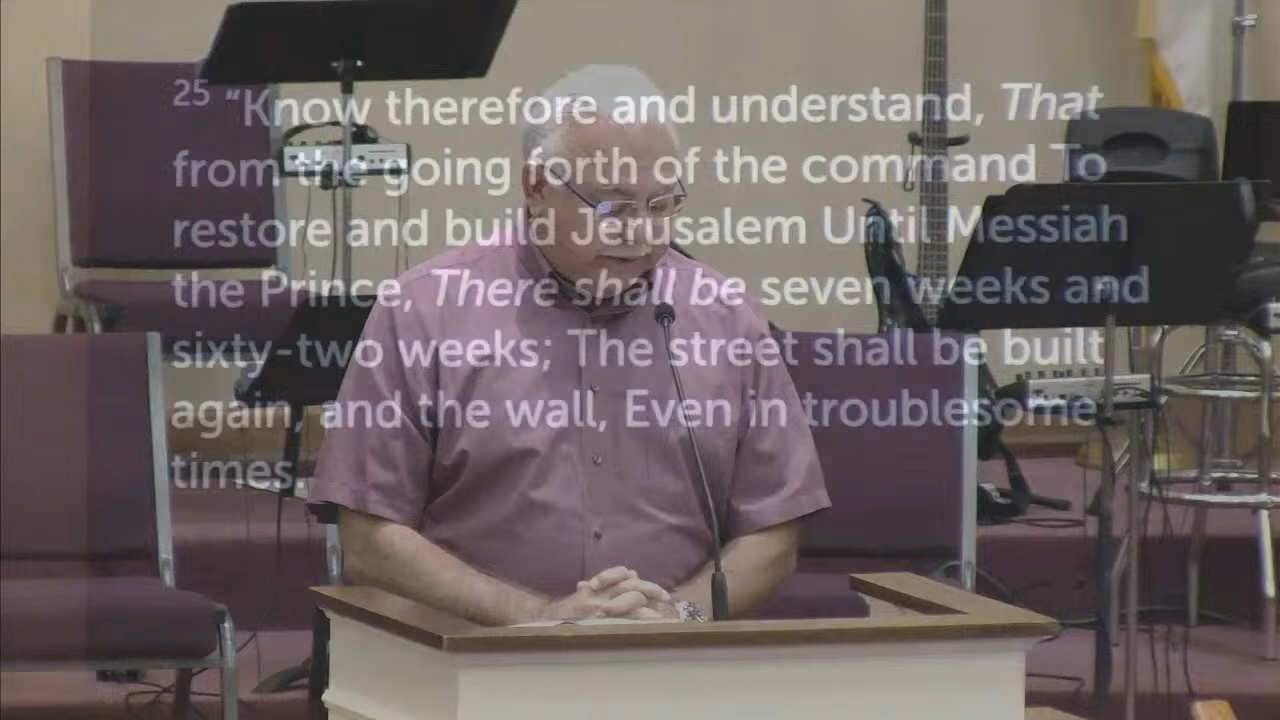 25 “Know therefore and understand, That
from the going forth of the command To
restore and build Jerusalem Until Messiah
the Prince, There shall be seven weeks and
sixty-two weeks; The street shall be built
again, and the wall, Even in troublesome
times.